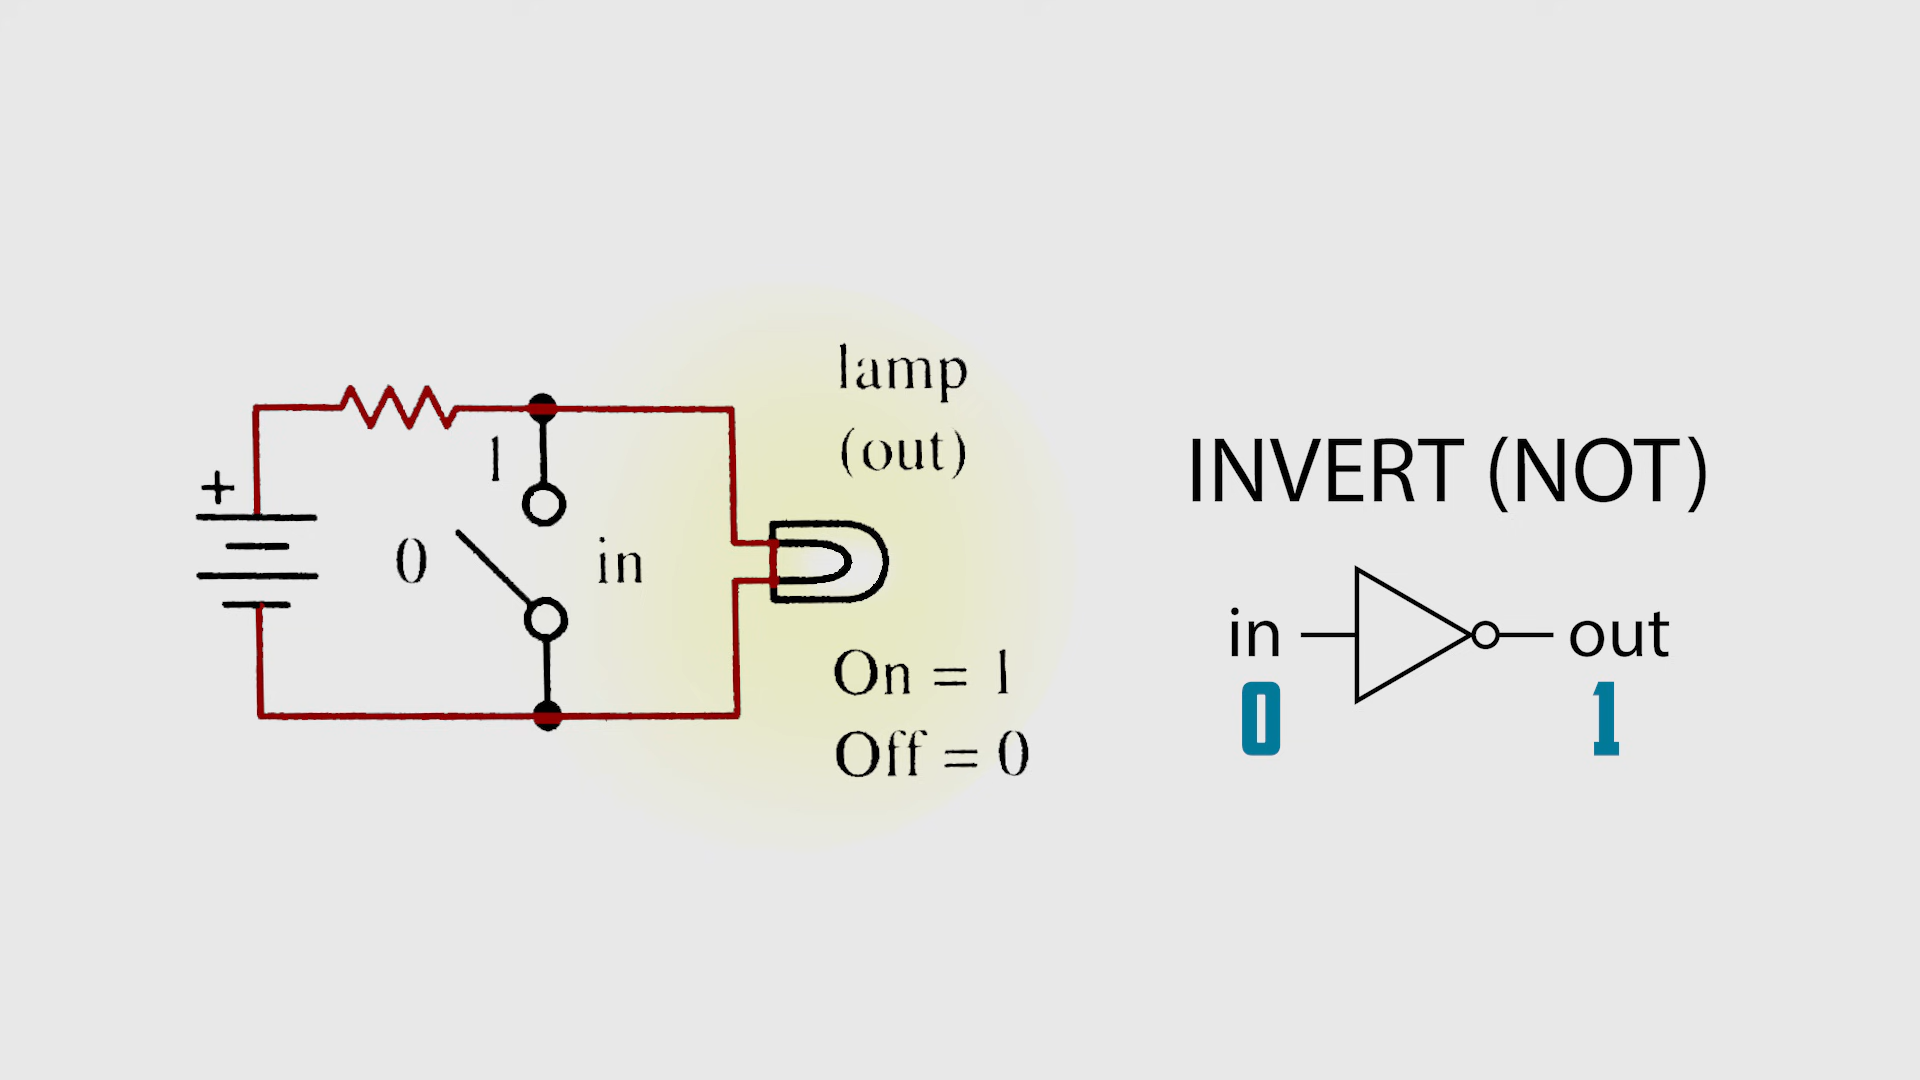 lamp
(out)
+
1
0
in
On = 1
Off = 0
INVERT (NOT)
in out
0 1